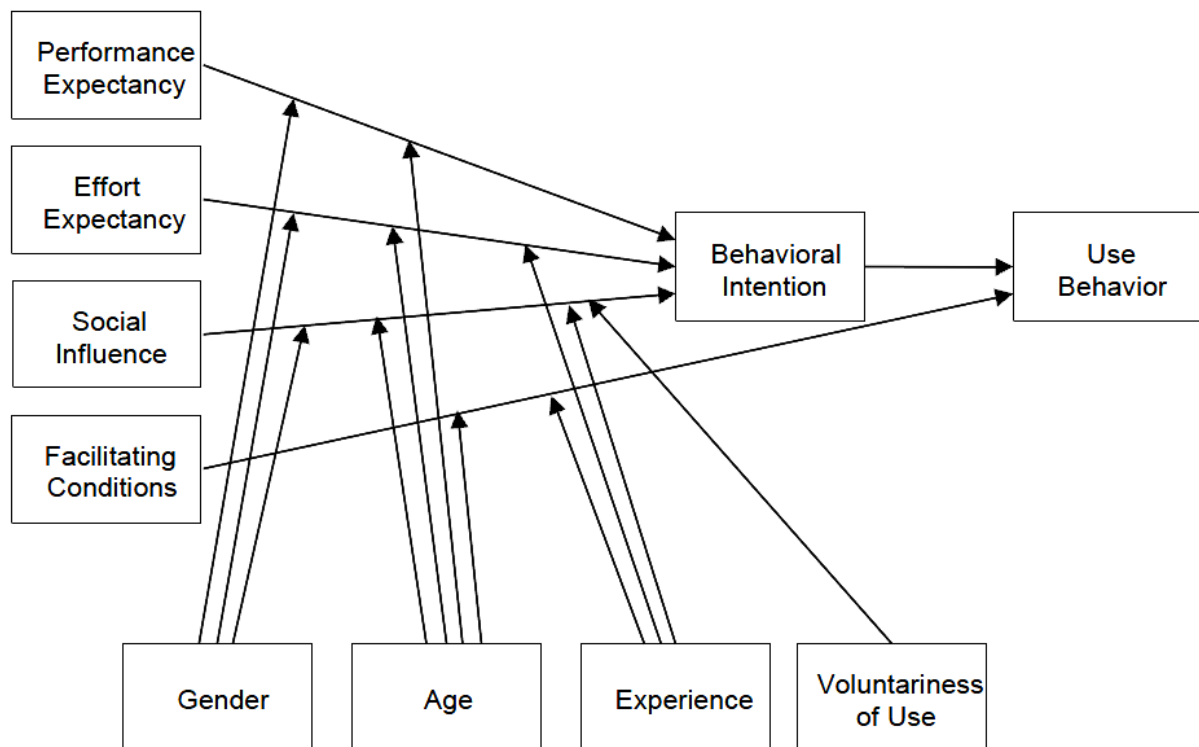 Performance
Expectancy
Effort
Expectancy
Social
Influence
Facilitating
Conditions
Behavioral
Intention
Use
Behavior
Gender
Age
Experience
Voluntariness
of Use